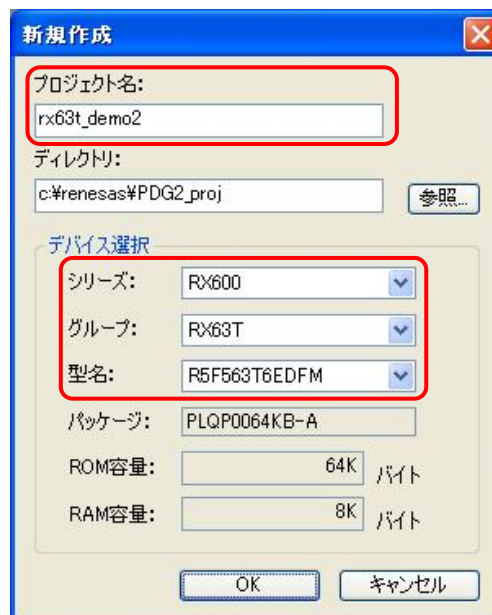 新規作成
プロジェクト名:
rx63t_demo2
ディレクトリ:
c:¥renesas¥PDG2_proj
参照...
デバイス選択
シリーズ: RX600
グループ: RX63T
型名: R5F563T6EDFM
パッケージ: PLQP0064KB-A
ROM容量: 64K バイト
RAM容量: 8K バイト
OK キャンセル